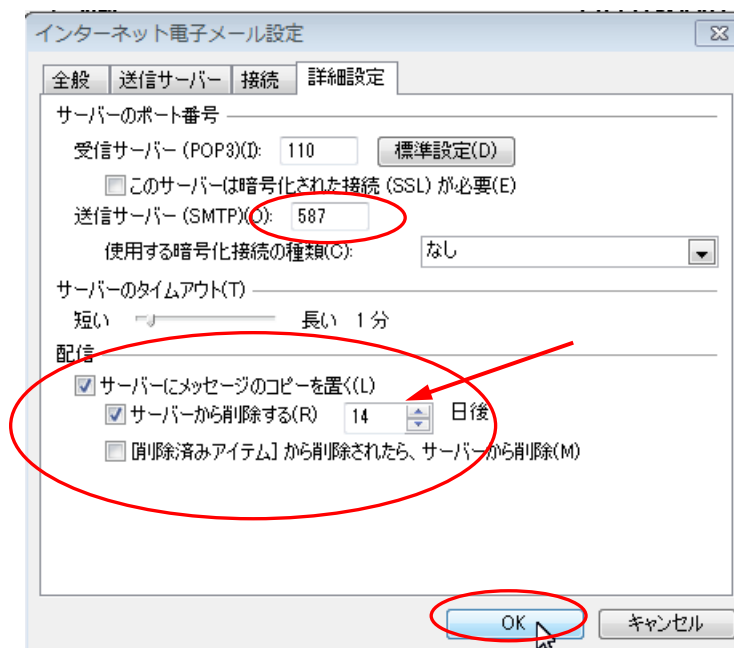 インターネット電子メール設定
全般 送信サーバー 接続 詳細設定
サーバーのポート番号
受信サーバー (POP3)(I): 110 標準設定(D)
このサーバーは暗号化された接続 (SSL) が必要(E)
送信サーバー (SMTP)(O): 587
使用する暗号化接続の種類(C): なし
サーバーのタイムアウト(T)
短い 長い 1 分
配信
サーバーにメッセージのコピーを置く(L)
サーバーから削除する(R) 14 日後
[削除済みアイテム] から削除されたら、サーバーから削除(M)
OK キャンセル